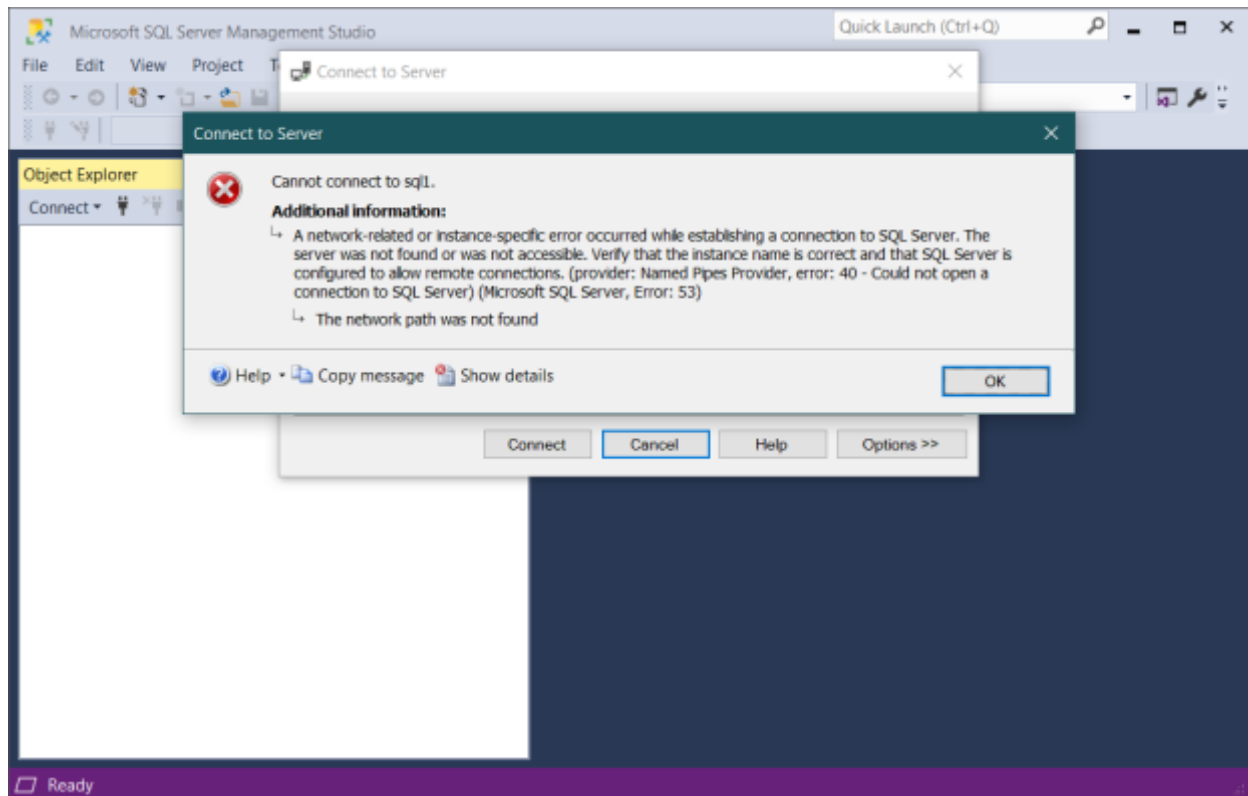 Microsoft SQL Server Management Studio
Quick Launch (Ctrl+Q)
File Edit View Project T
Connect to Server
Connect to Server
Object Explorer
Connect
Cannot connect to sql1.
Additional information:
A network-related or instance-specific error occurred while establishing a connection to SQL Server. The
server was not found or was not accessible. Verify that the instance name is correct and that SQL Server is
configured to allow remote connections. (provider: Named Pipes Provider, error: 40 - Could not open a
connection to SQL Server) (Microsoft SQL Server, Error: 53)
The network path was not found
Help Copy message Show details
OK
Connect Cancel Help Options >>
Ready